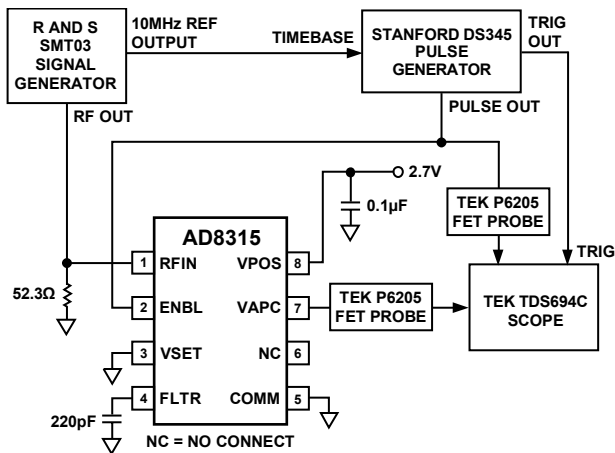 R AND S
SMT03
SIGNAL
GENERATOR
10MHz REF
OUTPUT
TIMEBASE
STANFORD DS345
PULSE
GENERATOR
TRIG
OUT
RF OUT
PULSE OUT
2.7V
0.1µF
TEK P6205
FET PROBE
TRIG
AD8315
1 RFIN VPOS 8
52.3Ω
2 ENBL VAPC 7
TEK P6205
FET PROBE
TEK TDS694C
SCOPE
3 VSET NC 6
4 FLTR COMM 5
220pF
NC = NO CONNECT